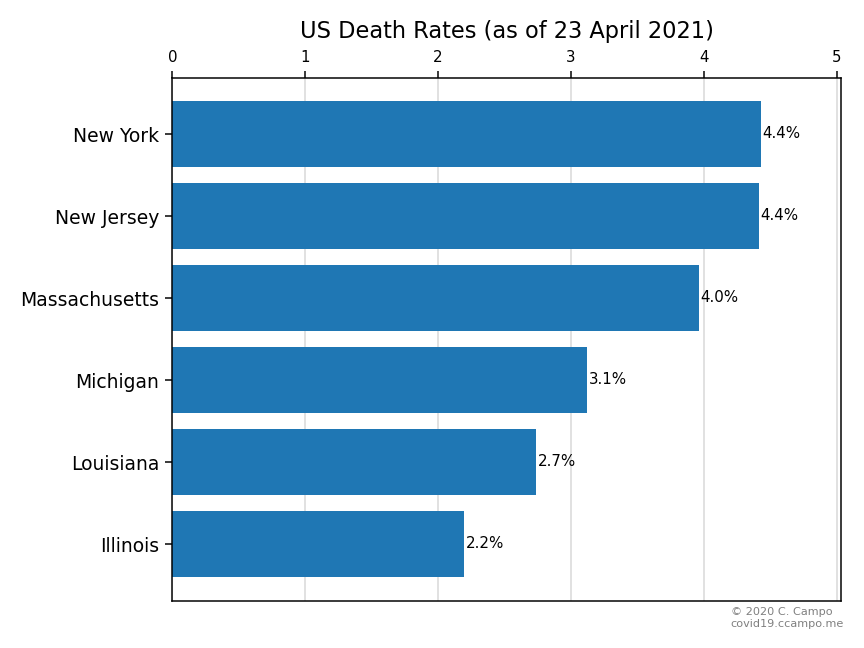 US Death Rates (as of 23 April 2021)
0 1 2 3 4 5
New York 4.4%
New Jersey 4.4%
Massachusetts 4.0%
Michigan 3.1%
Louisiana 2.7%
Illinois 2.2%
© 2020 C. Campo
covid19.ccampo.me